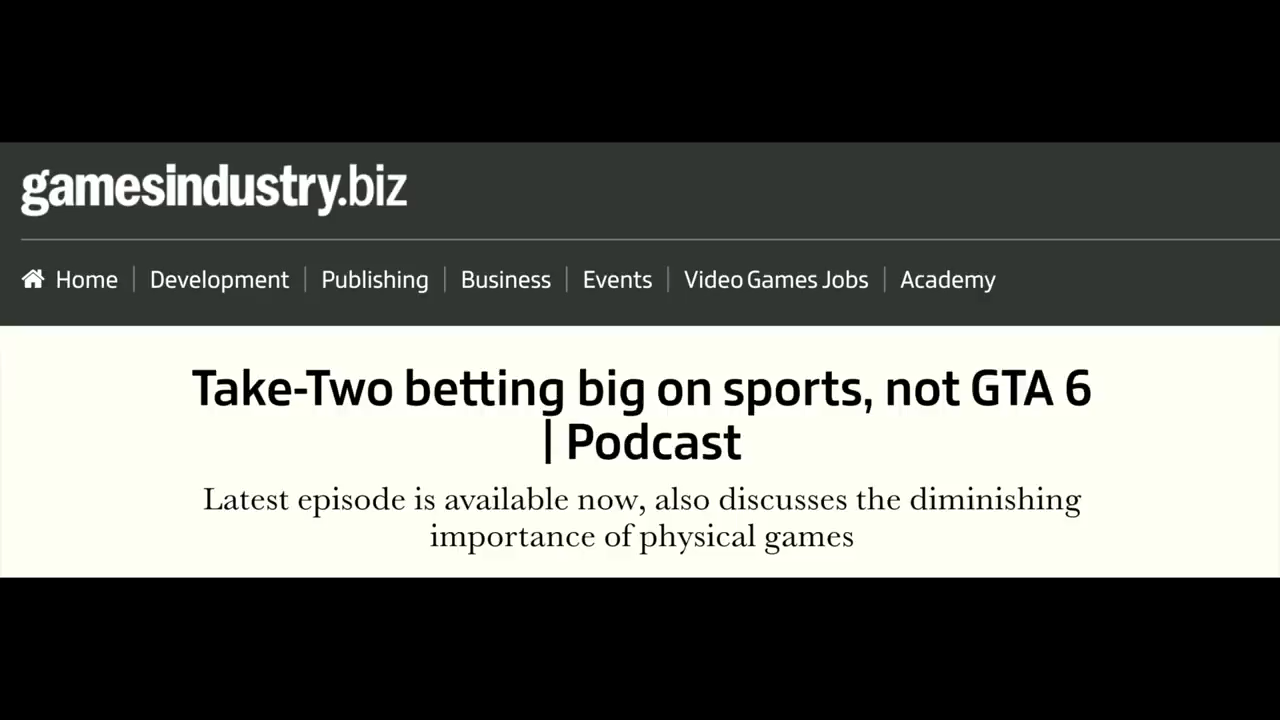 gamesindustry.biz
Home | Development | Publishing | Business | Events | Video Games Jobs | Academy
Take-Two betting big on sports, not GTA 6
| Podcast
Latest episode is available now, also discusses the diminishing
importance of physical games